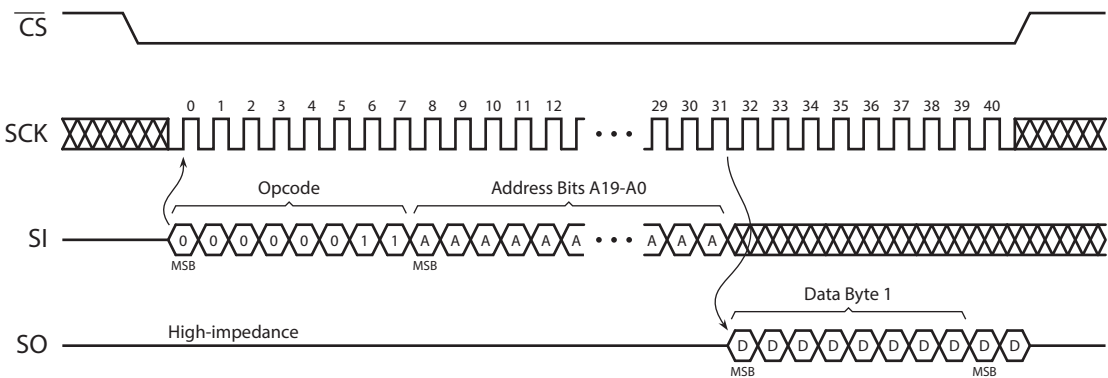 CS
0 1 2 3 4 5 6 7 8 9 10 11 12 29 30 31 32 33 34 35 36 37 38 39 40
SCK
Opcode Address Bits A19-A0
SI 0 0 0 0 0 0 1 1 A A A A A A A A A
MSB MSB
Data Byte 1
High-impedance
SO D D D D D D D D D D
MSB MSB